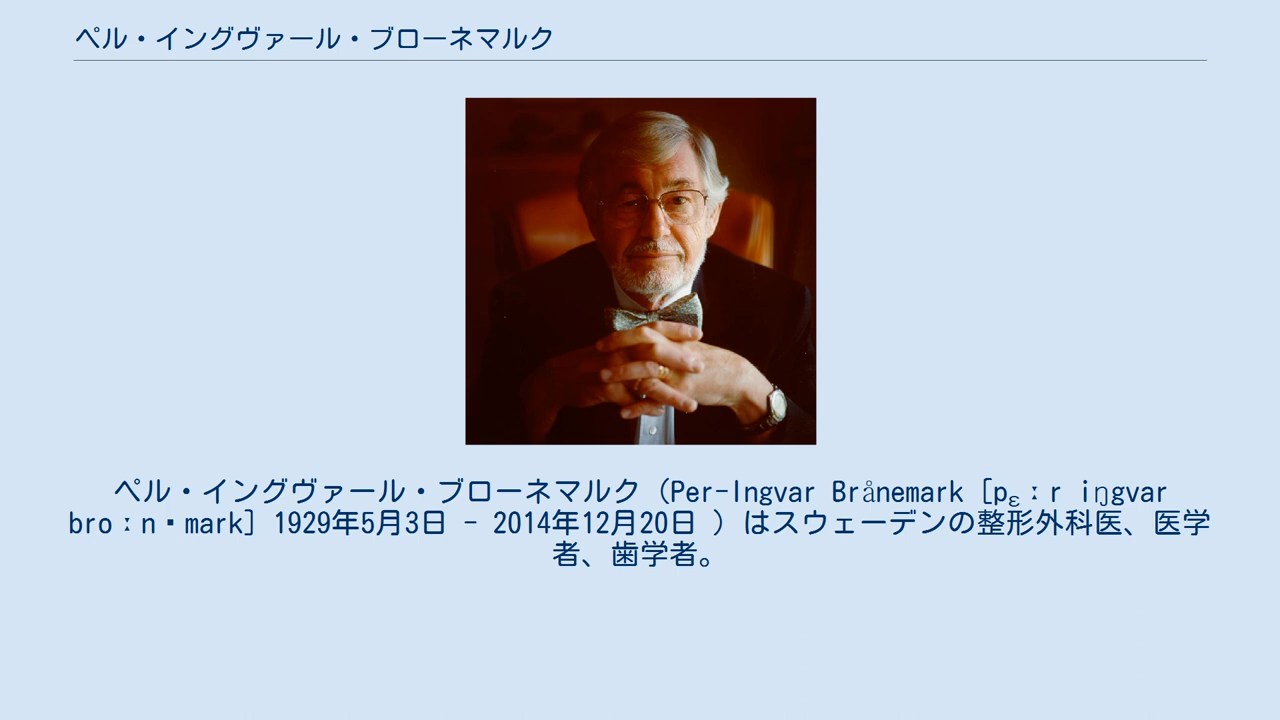 ペル・イングヴァール・ブローネマルク
ペル・イングヴァール・ブローネマルク（Per-Ingvar Brånemark [pɛːr iŋgvar
broːn▪mark] 1929年5月3日 - 2014年12月20日 ）はスウェーデンの整形外科医、医学
者、歯学者。